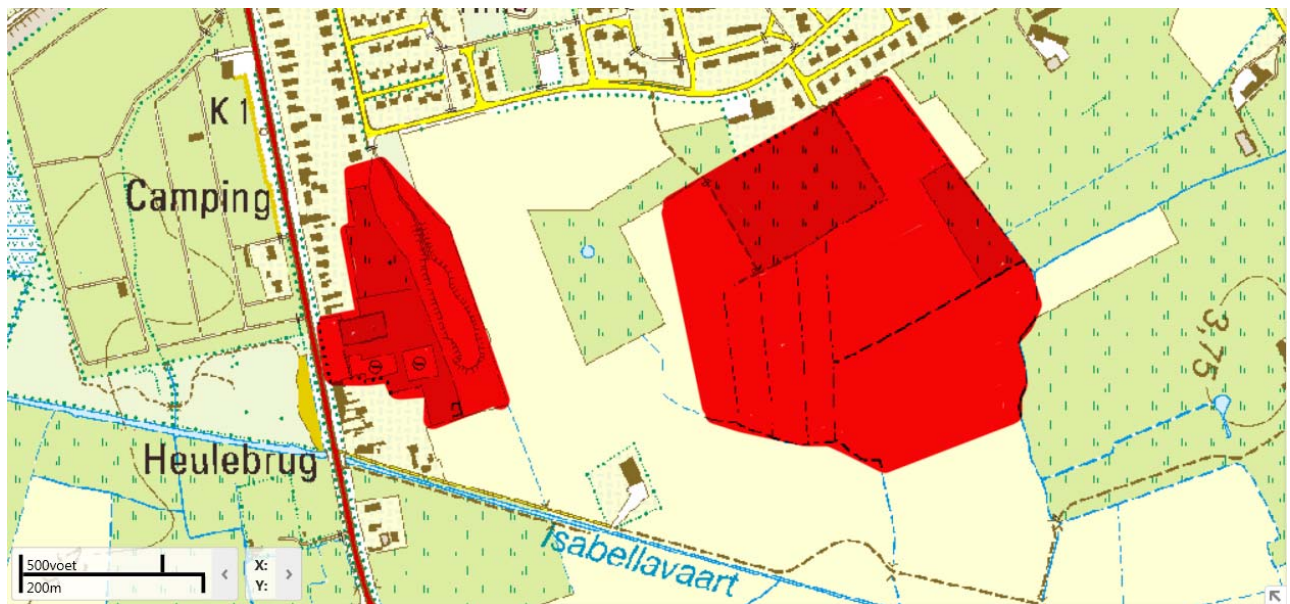 K 1
Camping
3,75
Heulebrug
Isabellavaart
500voet
200m
X:
Y: